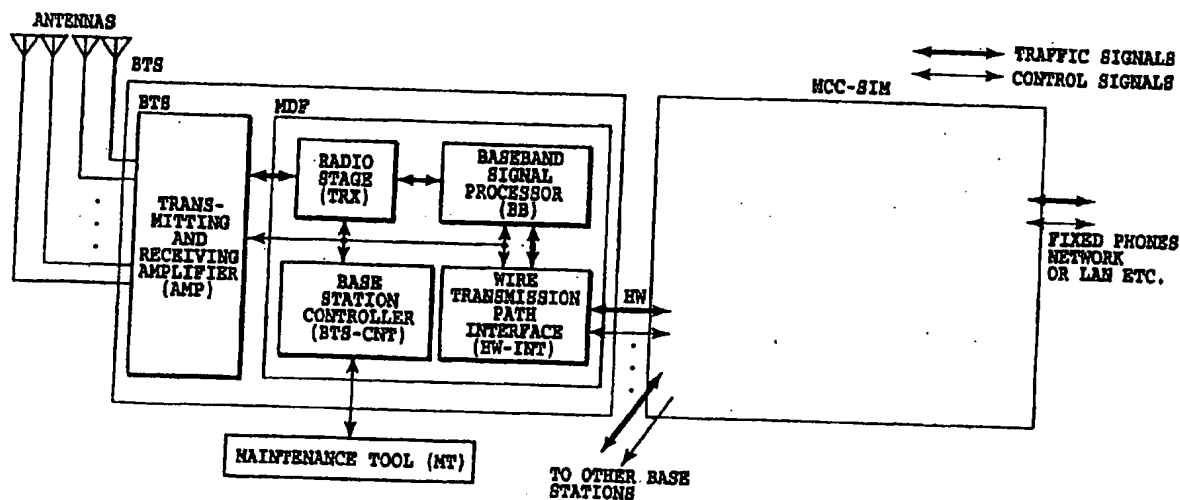 ANTENNAS
BTS
BTS
MDF
TRANS-
MITTING
AND
RECEIVING
AMPLIFIER
(AMP)
RADIO
STAGE
(TRX)
BASEBAND
SIGNAL
PROCESSOR
(BB)
BASE
STATION
CONTROLLER
(BTS-CNT)
WIRE
TRANSMISSION
PATH
INTERFACE
(HW-INT)
HW
MAINTENANCE TOOL (MT)
TO OTHER BASE
STATIONS
MCC-SIM
TRAFFIC SIGNALS
CONTROL SIGNALS
FIXED PHONES
NETWORK
OR LAN ETC.